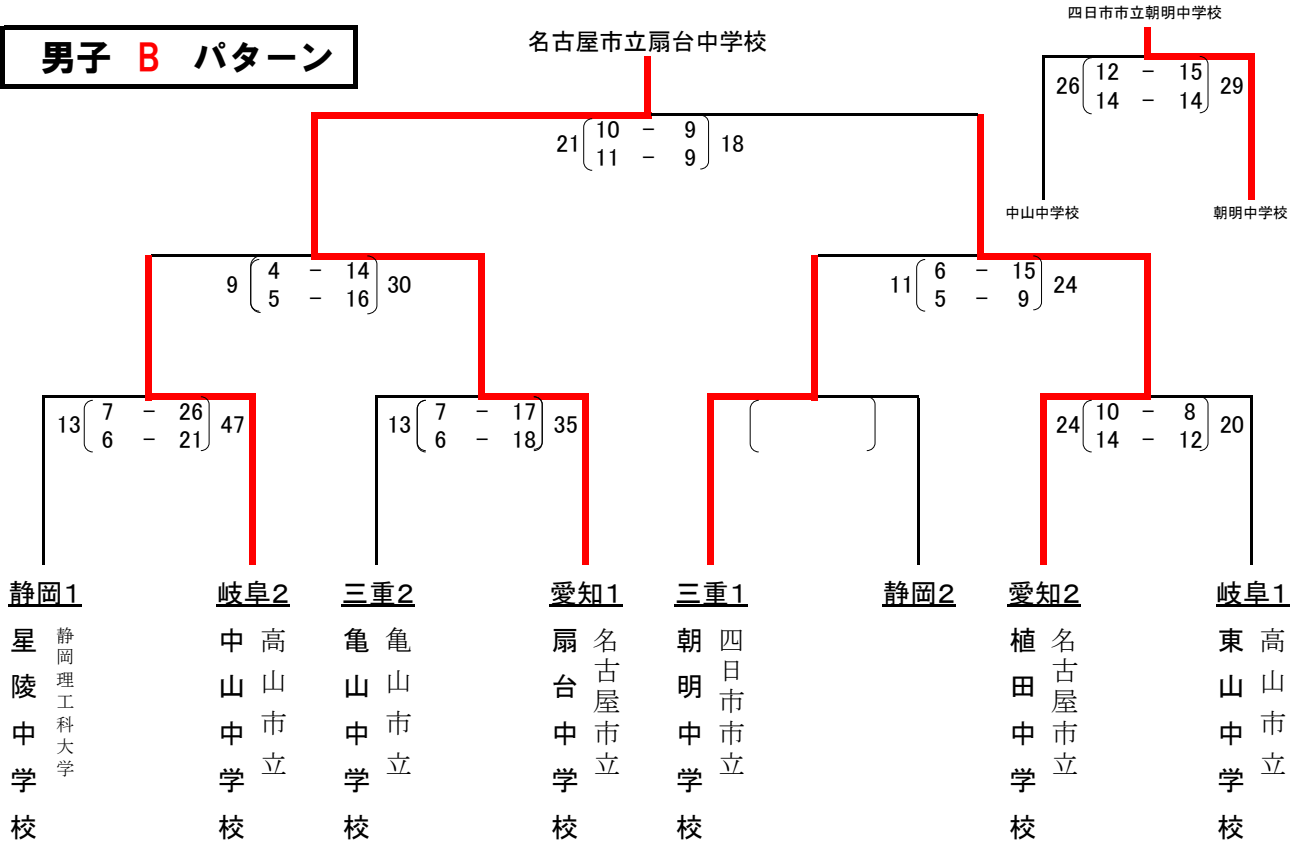 男子 B パターン
名古屋市立扇台中学校
四日市市立朝明中学校
26 12 - 15 29
14 - 14
中山中学校 朝明中学校
21 10 - 9 18
11 - 9
9 4 - 14 30
5 - 16
11 6 - 15 24
5 - 9
13 7 - 26 47
6 - 21
13 7 - 17 35
6 - 18
24 10 - 8 20
14 - 12
静岡1 岐阜2 三重2 愛知1 三重1 静岡2 愛知2 岐阜1
静岡理工科大学
星陵中学校
高山市立
中山中学校
亀山市立
亀山中学校
名古屋市立
扇台中学校
四日市市立
朝明中学校
名古屋市立
植田中学校
高山市立
東山中学校